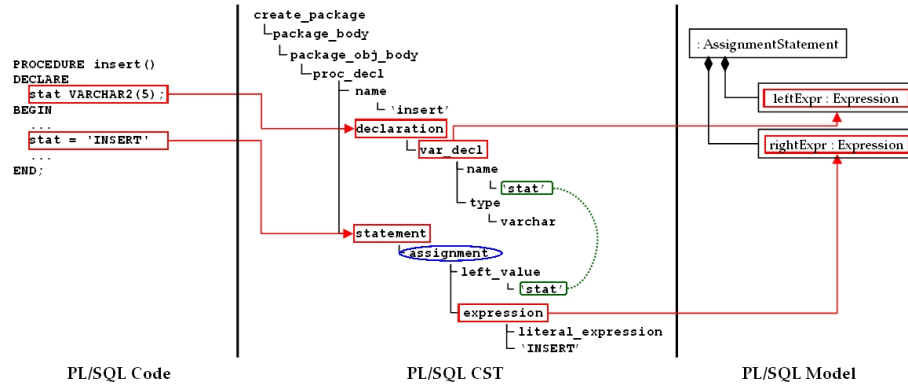 PROCEDURE insert()
DECLARE
stat VARCHAR2(5);
BEGIN
...
stat = 'INSERT'
...
END;
PL/SQL Code
create_package
package_body
package_obj_body
proc_decl
name
'insert'
declaration
var_decl
name
'stat'
type
varchar
statement
assignment
left_value
'stat'
expression
literal_expression
'INSERT'
PL/SQL CST
: AssignmentStatement
leftExpr : Expression
rightExpr : Expression
PL/SQL Model